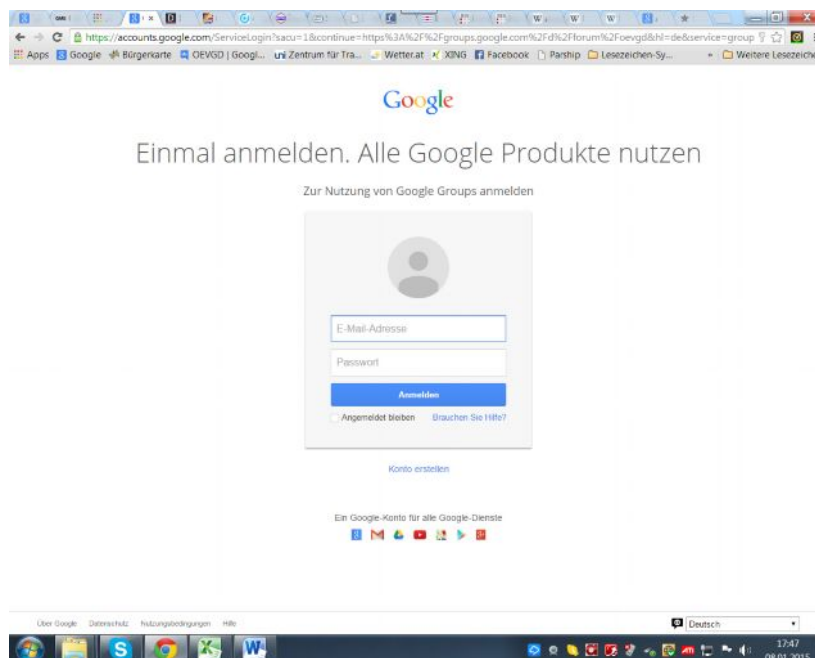 https://accounts.google.com/ServiceLogin?sacu=1&continue=https%3A%2F%2Fgroups.google.com%2Fd%2Fforum%2Foevgd&hl=de&service=group
Apps Google Bürgerkarte OEVGD | Googl... uni Zentrum für Tra... Wetter.at XING Facebook Parship Lesezeichen-Sy... » Weitere Lesezeiche
Google
Einmal anmelden. Alle Google Produkte nutzen
Zur Nutzung von Google Groups anmelden
E-Mail-Adresse
Passwort
Anmelden
Angemeldet bleiben Brauchen Sie Hilfe?
Konto erstellen
Ein Google-Konto für alle Google-Dienste
Über Google Datenschutz Nutzungsbedingungen Hilfe Deutsch
17:47
08.01.2015